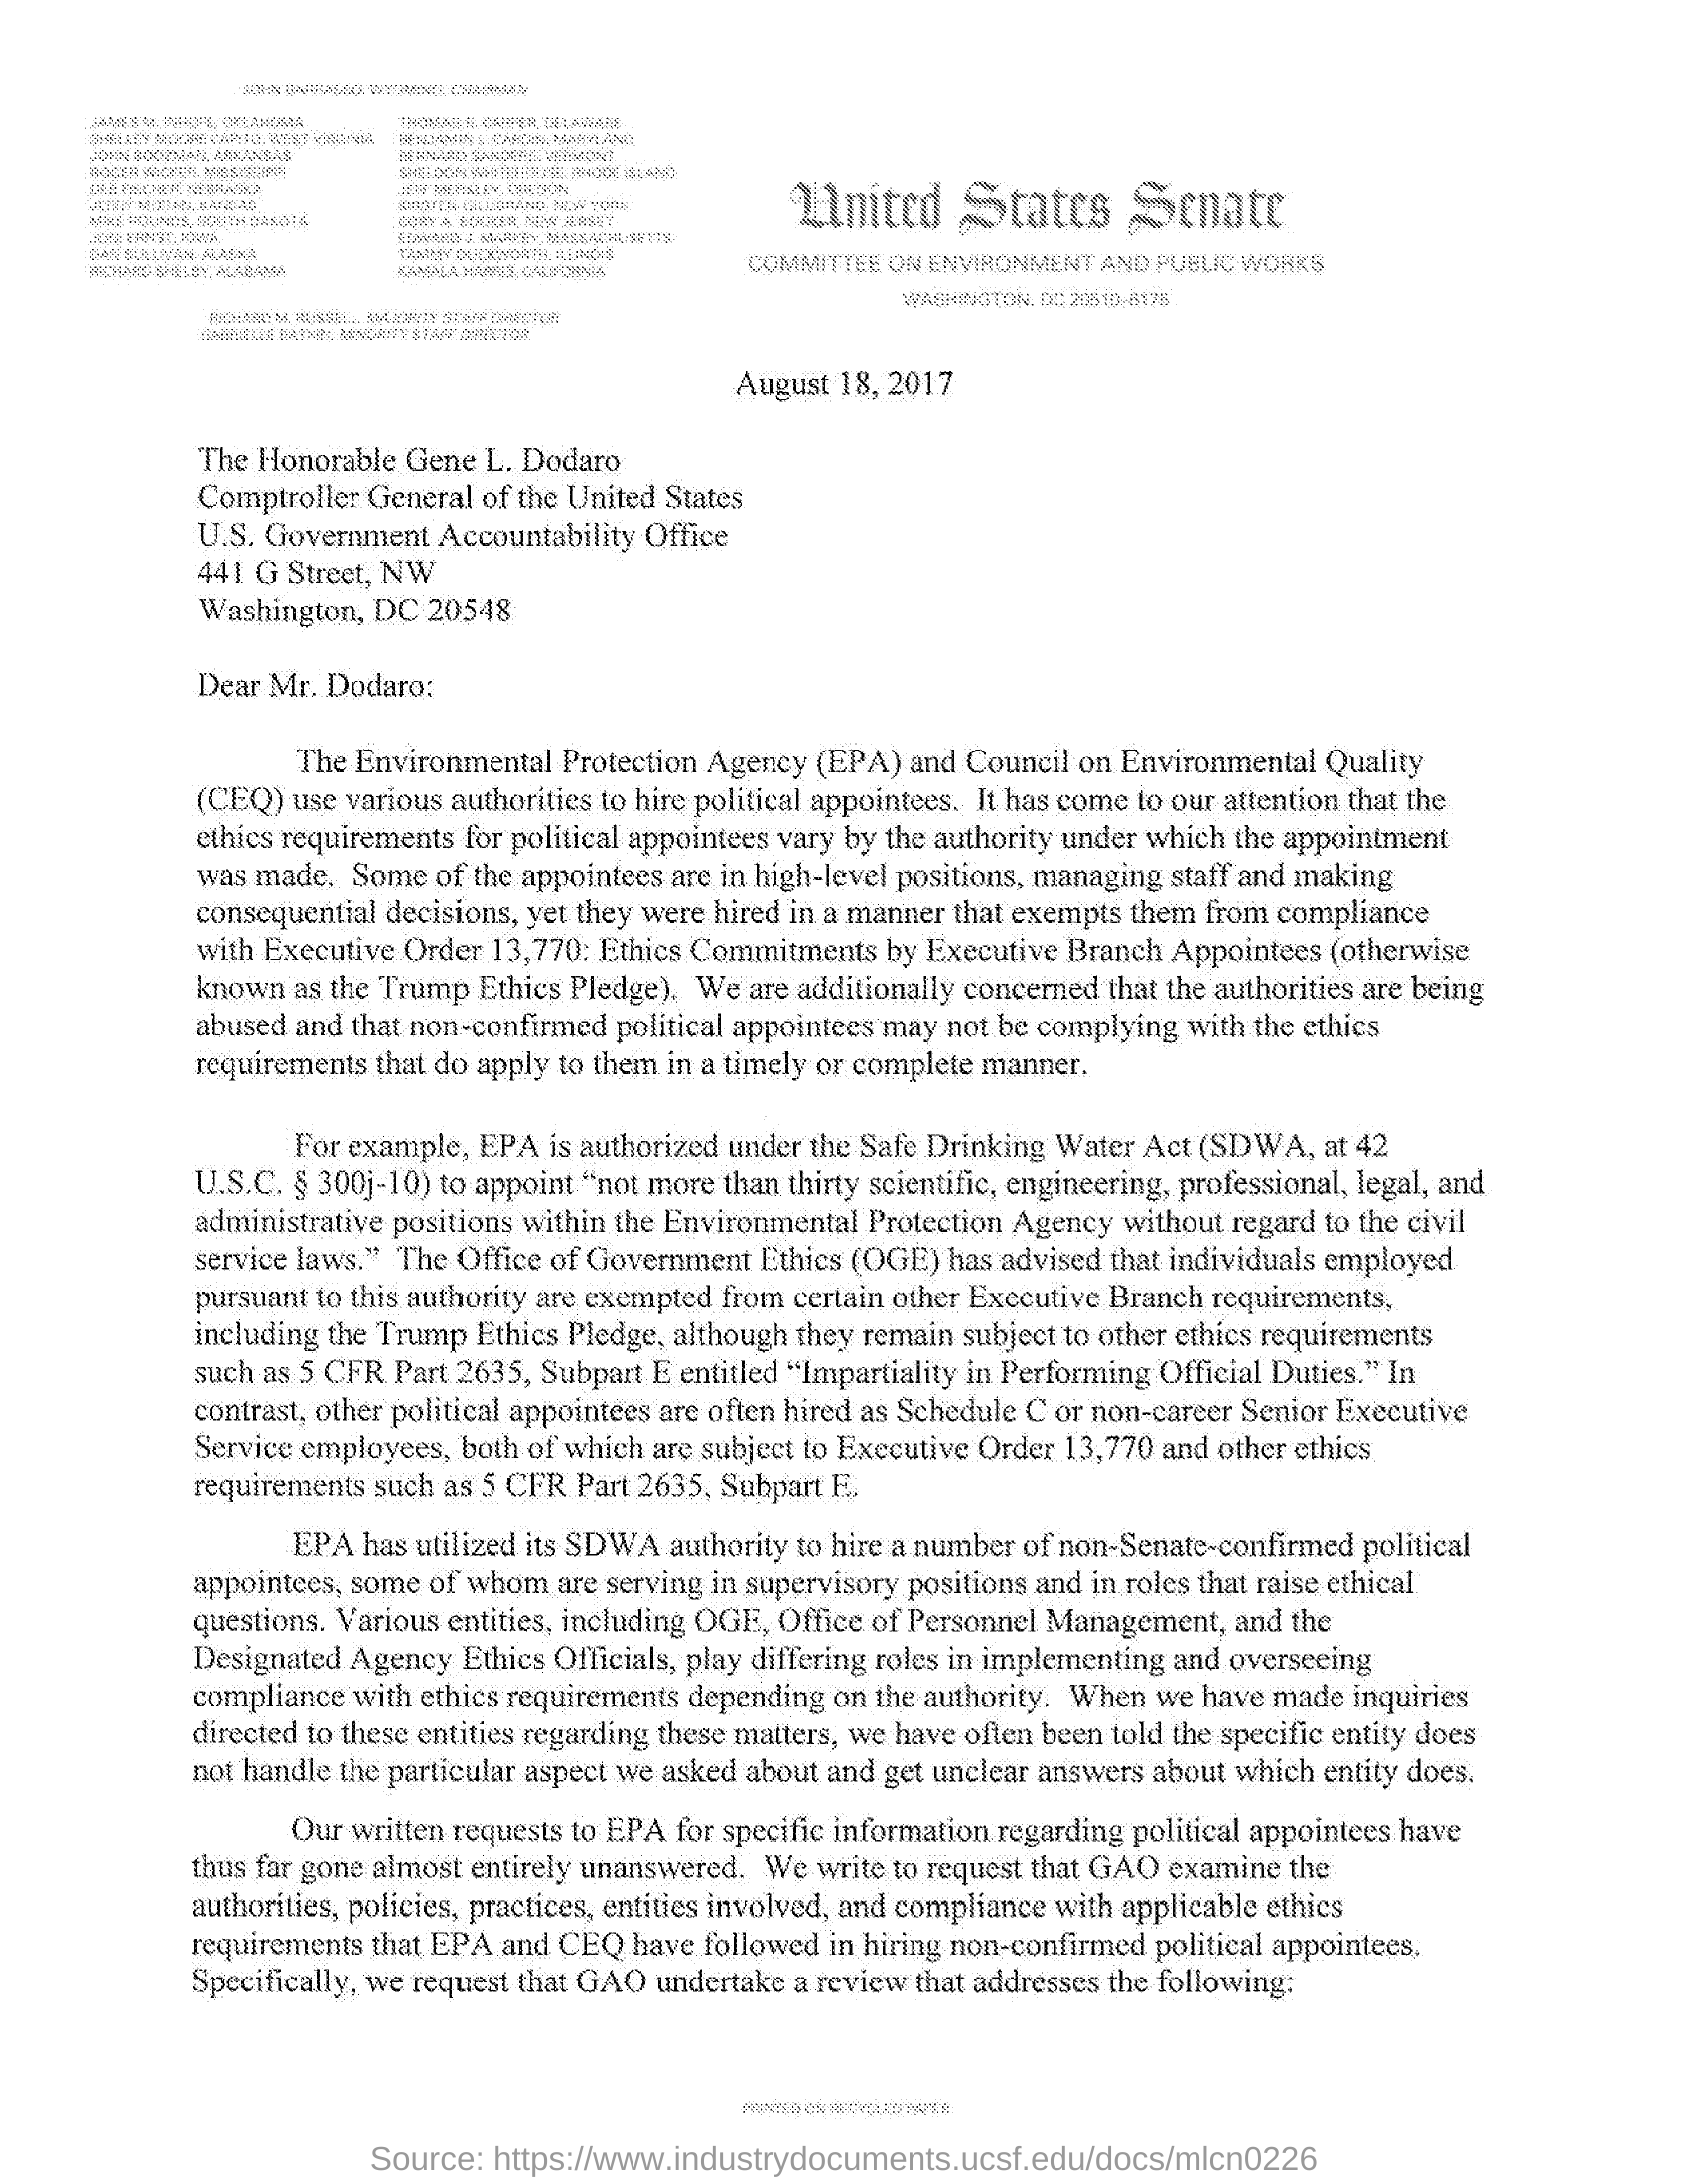 JOHN BARRASSO, WYOMING, CHAIRMAN
JAMES M. INHOFE, OKLAHOMA
SHELLEY MOORE CAPITO, WEST VIRGINIA
JOHN BOOZMAN, ARKANSAS
ROGER WICKER, MISSISSIPPI
DEB FISCHER, NEBRASKA
JERRY MORAN, KANSAS
MIKE ROUNDS, SOUTH DAKOTA
JONI ERNST, IOWA
DAN SULLIVAN, ALASKA
RICHARD SHELBY, ALABAMA
THOMAS R. CARPER, DELAWARE
BENJAMIN L. CARDIN, MARYLAND
BERNARD SANDERS, VERMONT
SHELDON WHITEHOUSE, RHODE ISLAND
JEFF MERKLEY, OREGON
KIRSTEN GILLIBRAND, NEW YORK
CORY A. BOOKER, NEW JERSEY
EDWARD J. MARKEY, MASSACHUSETTS
TAMMY DUCKWORTH, ILLINOIS
KAMALA HARRIS, CALIFORNIA
RICHARD M. RUSSELL, MAJORITY STAFF DIRECTOR
GABRIELLE BATKIN, MINORITY STAFF DIRECTOR
United States Senate
COMMITTEE ON ENVIRONMENT AND PUBLIC WORKS
WASHINGTON, DC 20510-6175
August 18, 2017
The Honorable Gene L. Dodaro
Comptroller General of the United States
U.S. Government Accountability Office
441 G Street, NW
Washington, DC 20548
Dear Mr. Dodaro:
The Environmental Protection Agency (EPA) and Council on Environmental Quality
(CEQ) use various authorities to hire political appointees. It has come to our attention that the
ethics requirements for political appointees vary by the authority under which the appointment
was made. Some of the appointees are in high-level positions, managing staff and making
consequential decisions, yet they were hired in a manner that exempts them from compliance
with Executive Order 13,770: Ethics Commitments by Executive Branch Appointees (otherwise
known as the Trump Ethics Pledge). We are additionally concerned that the authorities are being
abused and that non-confirmed political appointees may not be complying with the ethics
requirements that do apply to them in a timely or complete manner.
For example, EPA is authorized under the Safe Drinking Water Act (SDWA, at 42
U.S.C. § 300j-10) to appoint “not more than thirty scientific, engineering, professional, legal, and
administrative positions within the Environmental Protection Agency without regard to the civil
service laws.” The Office of Government Ethics (OGE) has advised that individuals employed
pursuant to this authority are exempted from certain other Executive Branch requirements,
including the Trump Ethics Pledge, although they remain subject to other ethics requirements
such as 5 CFR Part 2635, Subpart E entitled “Impartiality in Performing Official Duties.” In
contrast, other political appointees are often hired as Schedule C or non-career Senior Executive
Service employees, both of which are subject to Executive Order 13,770 and other ethics
requirements such as 5 CFR Part 2635, Subpart E.
EPA has utilized its SDWA authority to hire a number of non-Senate-confirmed political
appointees, some of whom are serving in supervisory positions and in roles that raise ethical
questions. Various entities, including OGE, Office of Personnel Management, and the
Designated Agency Ethics Officials, play differing roles in implementing and overseeing
compliance with ethics requirements depending on the authority. When we have made inquiries
directed to these entities regarding these matters, we have often been told the specific entity does
not handle the particular aspect we asked about and get unclear answers about which entity does.
Our written requests to EPA for specific information regarding political appointees have
thus far gone almost entirely unanswered. We write to request that GAO examine the
authorities, policies, practices, entities involved, and compliance with applicable ethics
requirements that EPA and CEQ have followed in hiring non-confirmed political appointees.
Specifically, we request that GAO undertake a review that addresses the following:
PRINTED ON RECYCLED PAPER
Source: https://www.industrydocuments.ucsf.edu/docs/mlcn0226